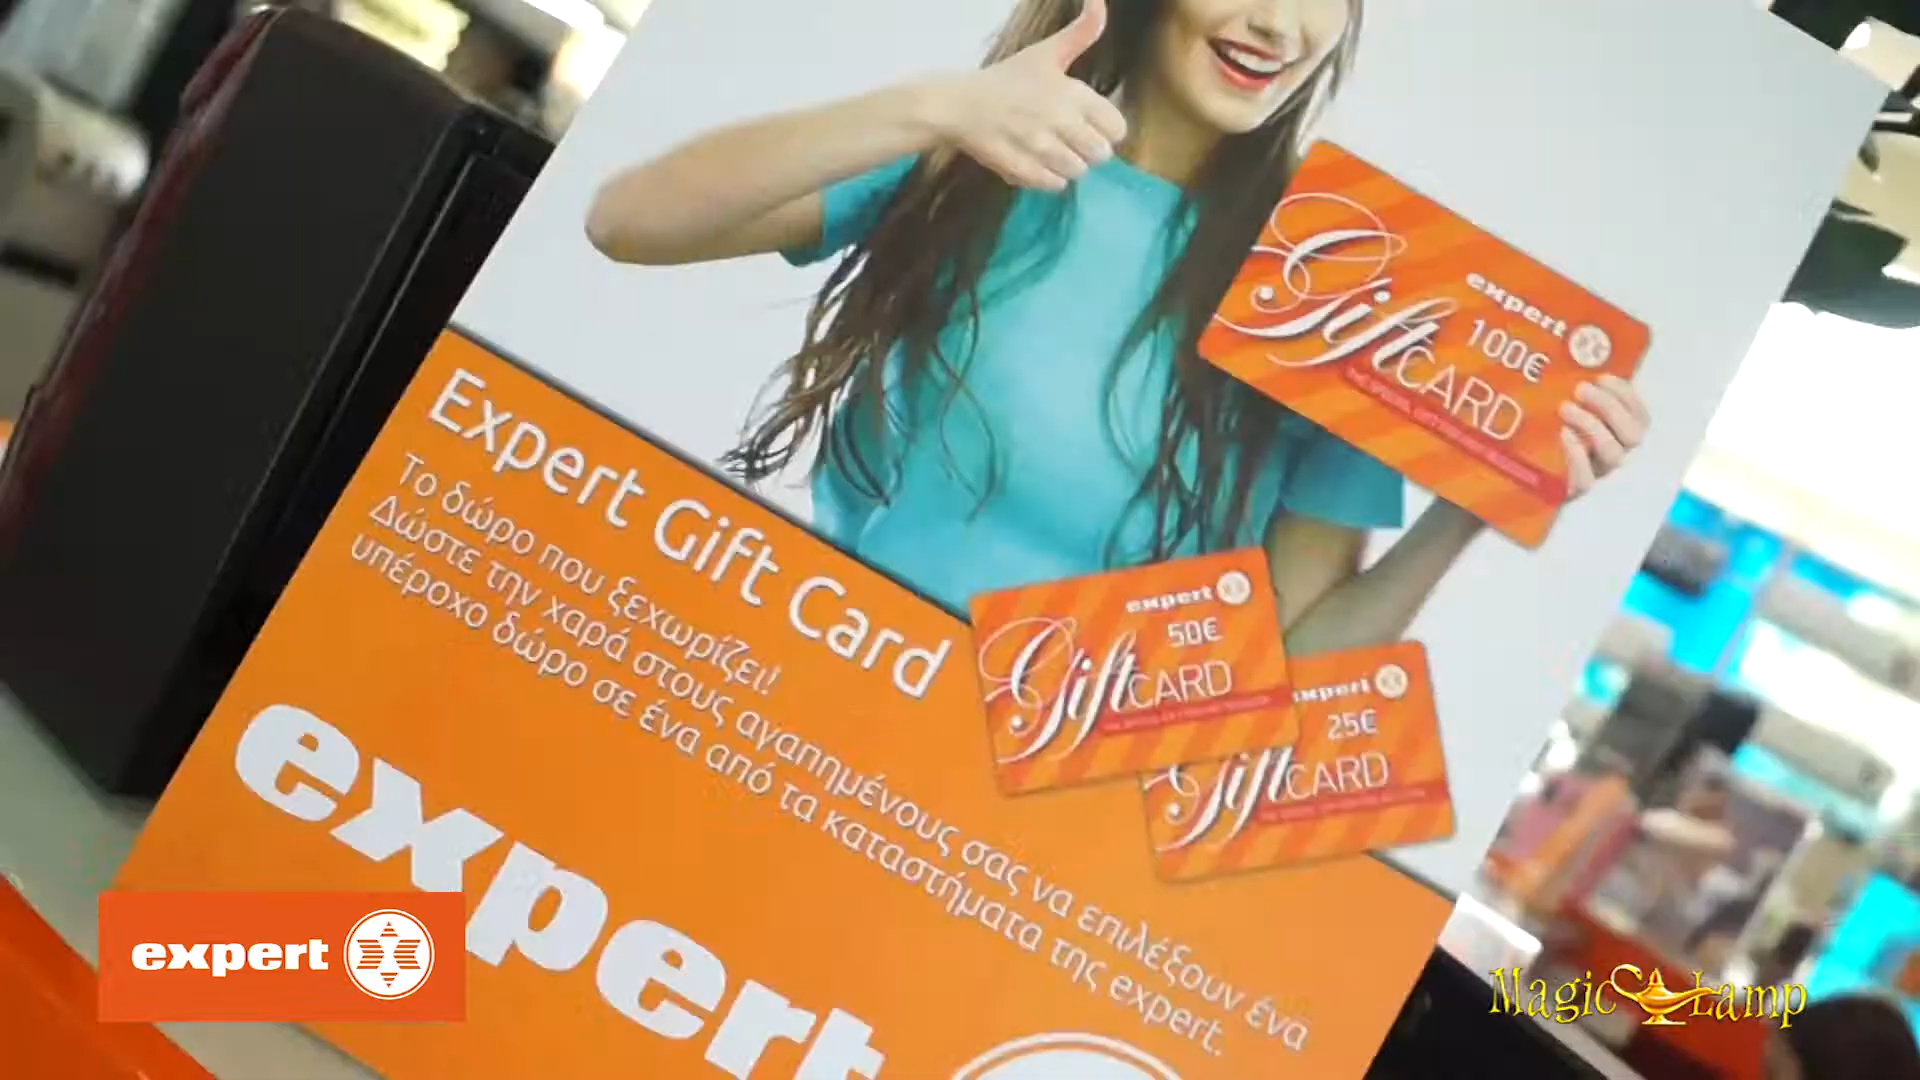 expert
100€
Gift CARD
expert
50€
Gift CARD
expert
25€
Gift CARD
Expert Gift Card
Το δώρο που ξεχωρίζει!
Δώστε την χαρά στους αγαπημένους σας να επιλέξουν ένα
υπέροχο δώρο σε ένα από τα καταστήματα της expert.
expert
expert
Magic Lamp